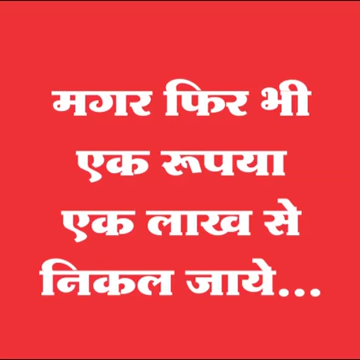 मगर फिर भी
एक रूपया
एक लाख से
निकल जाये...